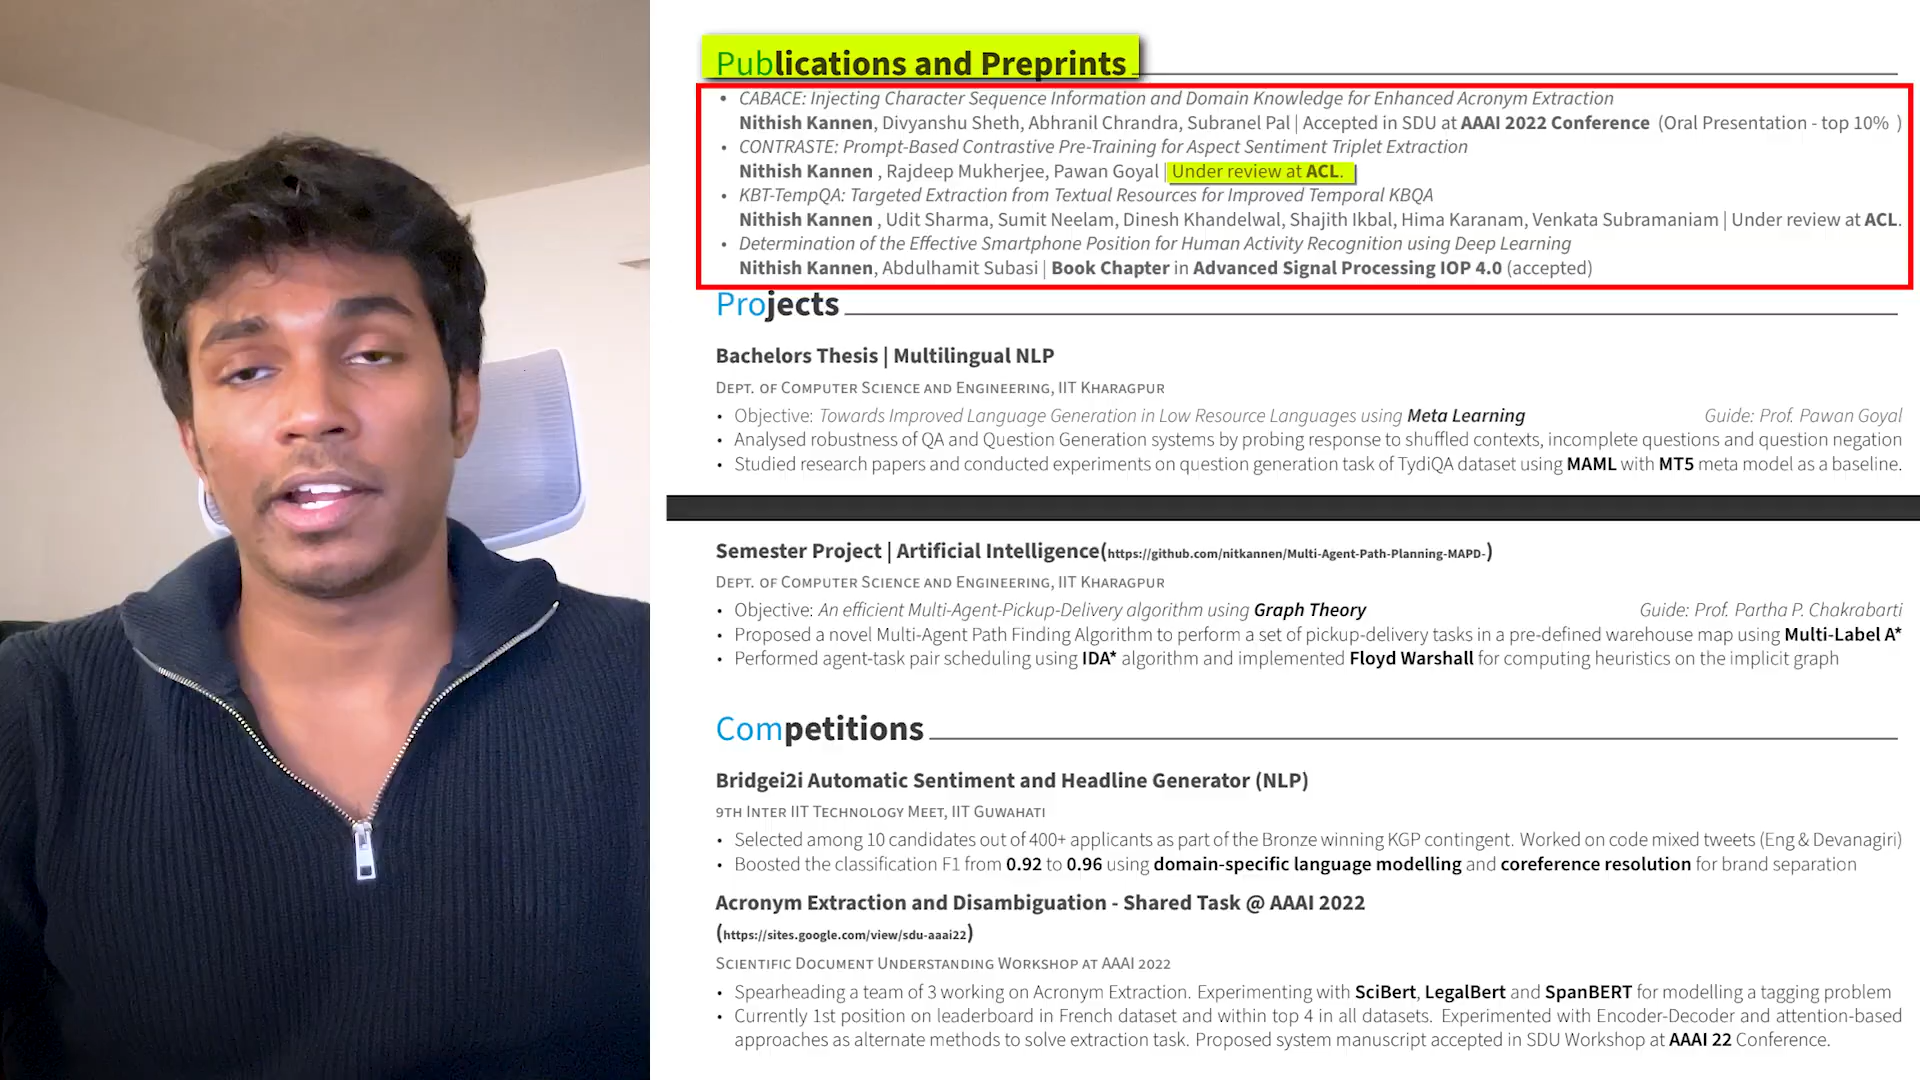 Publications and Preprints
• CABACE: Injecting Character Sequence Information and Domain Knowledge for Enhanced Acronym Extraction
Nithish Kannen, Divyanshu Sheth, Abhranil Chrandra, Subranel Pal | Accepted in SDU at AAAI 2022 Conference (Oral Presentation - top 10% )
• CONTRASTE: Prompt-Based Contrastive Pre-Training for Aspect Sentiment Triplet Extraction
Nithish Kannen , Rajdeep Mukherjee, Pawan Goyal | Under review at ACL.
• KBT-TempQA: Targeted Extraction from Textual Resources for Improved Temporal KBQA
Nithish Kannen , Udit Sharma, Sumit Neelam, Dinesh Khandelwal, Shajith Ikbal, Hima Karanam, Venkata Subramaniam | Under review at ACL.
• Determination of the Effective Smartphone Position for Human Activity Recognition using Deep Learning
Nithish Kannen, Abdulhamit Subasi | Book Chapter in Advanced Signal Processing IOP 4.0 (accepted)
Projects
Bachelors Thesis | Multilingual NLP
Dept. of Computer Science and Engineering, IIT Kharagpur
• Objective: Towards Improved Language Generation in Low Resource Languages using Meta Learning Guide: Prof. Pawan Goyal
• Analysed robustness of QA and Question Generation systems by probing response to shuffled contexts, incomplete questions and question negation
• Studied research papers and conducted experiments on question generation task of TydiQA dataset using MAML with MT5 meta model as a baseline.
Semester Project | Artificial Intelligence(https://github.com/nitkannen/Multi-Agent-Path-Planning-MAPD-)
Dept. of Computer Science and Engineering, IIT Kharagpur
• Objective: An efficient Multi-Agent-Pickup-Delivery algorithm using Graph Theory Guide: Prof. Partha P. Chakrabarti
• Proposed a novel Multi-Agent Path Finding Algorithm to perform a set of pickup-delivery tasks in a pre-defined warehouse map using Multi-Label A*
• Performed agent-task pair scheduling using IDA* algorithm and implemented Floyd Warshall for computing heuristics on the implicit graph
Competitions
Bridgei2i Automatic Sentiment and Headline Generator (NLP)
9th Inter IIT Technology Meet, IIT Guwahati
• Selected among 10 candidates out of 400+ applicants as part of the Bronze winning KGP contingent. Worked on code mixed tweets (Eng & Devanagiri)
• Boosted the classification F1 from 0.92 to 0.96 using domain-specific language modelling and coreference resolution for brand separation
Acronym Extraction and Disambiguation - Shared Task @ AAAI 2022
(https://sites.google.com/view/sdu-aaai22)
Scientific Document Understanding Workshop at AAAI 2022
• Spearheading a team of 3 working on Acronym Extraction. Experimenting with SciBert, LegalBert and SpanBERT for modelling a tagging problem
• Currently 1st position on leaderboard in French dataset and within top 4 in all datasets. Experimented with Encoder-Decoder and attention-based
approaches as alternate methods to solve extraction task. Proposed system manuscript accepted in SDU Workshop at AAAI 22 Conference.